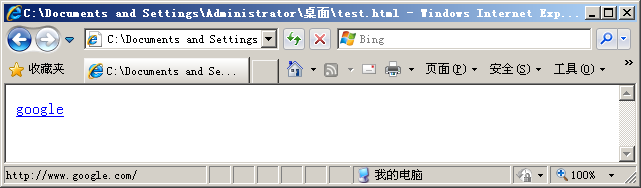 C:\Documents and Settings\Administrator\桌面\test.html - Windows Internet Exp...
C:\Documents and Settings
Bing
收藏夹
C:\Documents and Se...
页面(P)
安全(S)
工具(O)
google
http://www.google.com/
我的电脑
100%